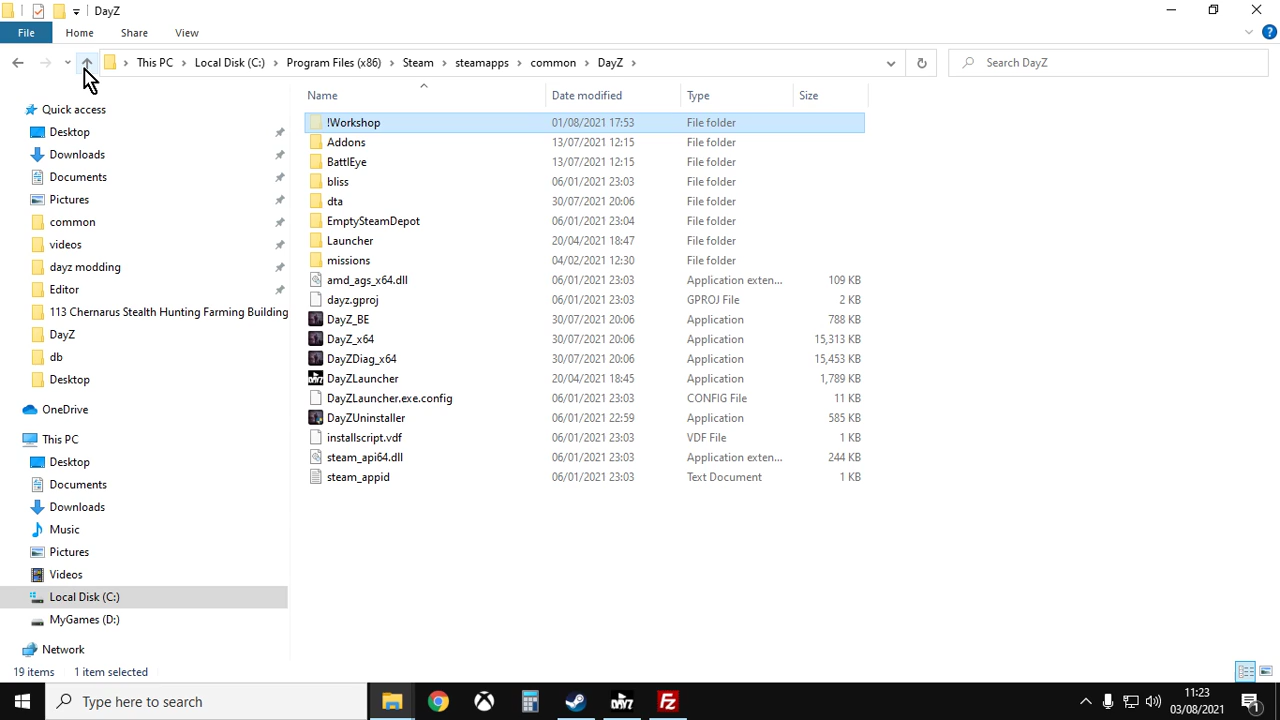 DayZ
File Home Share View
This PC Local Disk (C:) Program Files (x86) Steam steamapps common DayZ Search DayZ
Name Date modified Type Size
Quick access
Desktop
Downloads
Documents
Pictures
common
videos
dayz modding
Editor
113 Chernarus Stealth Hunting Farming Building
DayZ
db
Desktop
OneDrive
This PC
Desktop
Documents
Downloads
Music
Pictures
Videos
Local Disk (C:)
MyGames (D:)
Network
!Workshop 01/08/2021 17:53 File folder
Addons 13/07/2021 12:15 File folder
BattlEye 13/07/2021 12:15 File folder
bliss 06/01/2021 23:03 File folder
dta 30/07/2021 20:06 File folder
EmptySteamDepot 06/01/2021 23:04 File folder
Launcher 20/04/2021 18:47 File folder
missions 04/02/2021 12:30 File folder
amd_ags_x64.dll 06/01/2021 23:03 Application exten... 109 KB
dayz.gproj 06/01/2021 23:03 GPROJ File 2 KB
DayZ_BE 30/07/2021 20:06 Application 788 KB
DayZ_x64 30/07/2021 20:06 Application 15,313 KB
DayZDiag_x64 30/07/2021 20:06 Application 15,453 KB
DayZLauncher 20/04/2021 18:45 Application 1,789 KB
DayZLauncher.exe.config 06/01/2021 23:03 CONFIG File 11 KB
DayZUninstaller 06/01/2021 22:59 Application 585 KB
installscript.vdf 06/01/2021 23:03 VDF File 1 KB
steam_api64.dll 06/01/2021 23:03 Application exten... 244 KB
steam_appid 06/01/2021 23:03 Text Document 1 KB
19 items 1 item selected
Type here to search
11:23
03/08/2021
1